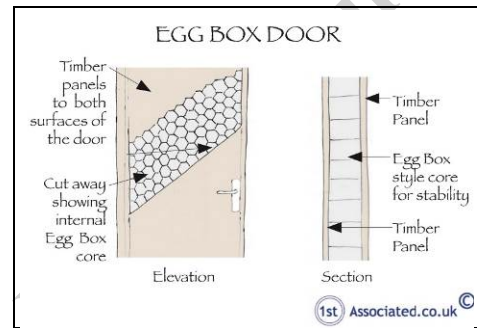 EGG BOX DOOR
Timber
panels
to both
surfaces of
the door
Cut away
showing
internal
Egg Box
core
Elevation
Timber
Panel
Egg Box
style core
for stability
Timber
Panel
Section
1st Associated.co.uk ©